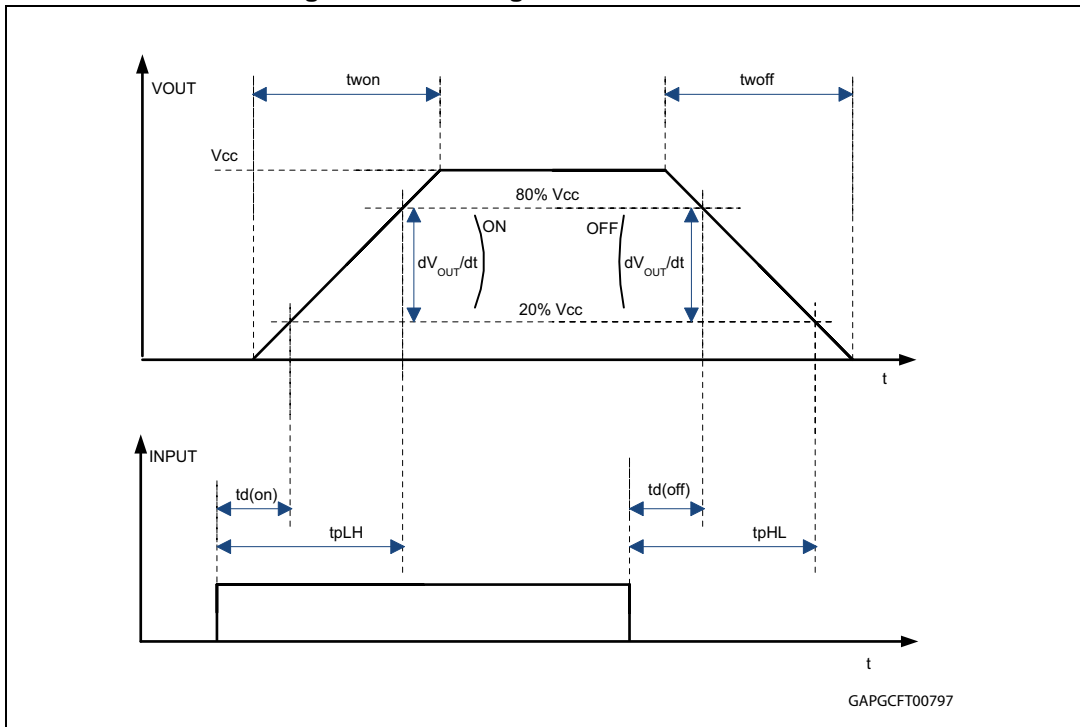 VOUT
twon
twoff
Vcc
80% Vcc
ON
OFF
dVOUT/dt
dVOUT/dt
20% Vcc
t
INPUT
td(on)
td(off)
tpLH
tpHL
t
GAPGCFT00797